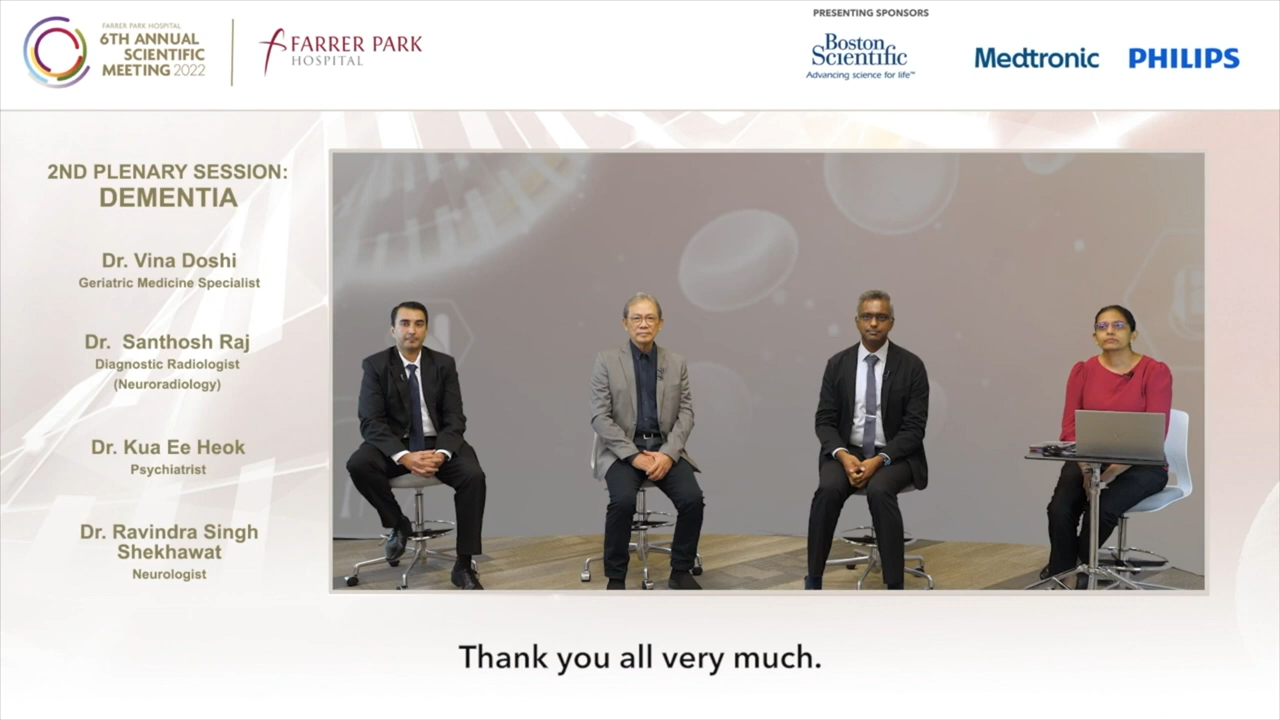 FARRER PARK HOSPITAL
6TH ANNUAL
SCIENTIFIC
MEETING 2022
FARRER PARK
HOSPITAL
PRESENTING SPONSORS
Boston
Scientific
Advancing science for life™
Medtronic
PHILIPS
2ND PLENARY SESSION:
DEMENTIA
Dr. Vina Doshi
Geriatric Medicine Specialist
Dr. Santhosh Raj
Diagnostic Radiologist
(Neuroradiology)
Dr. Kua Ee Heok
Psychiatrist
Dr. Ravindra Singh
Shekhawat
Neurologist
Thank you all very much.